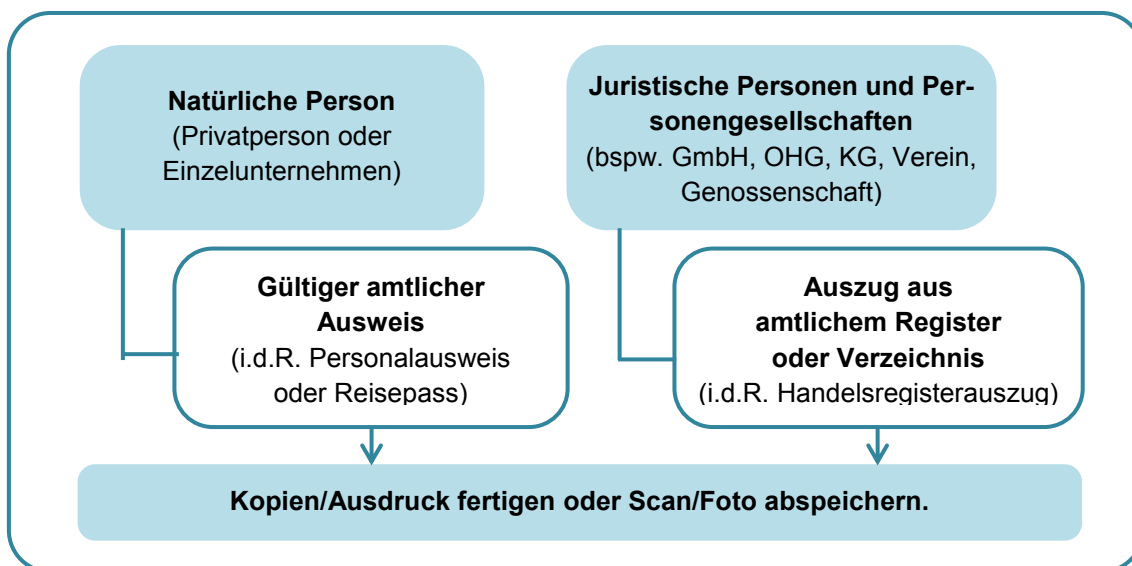 Natürliche Person
(Privatperson oder
Einzelunternehmen)
Juristische Personen und Per-
sonengesellschaften
(bspw. GmbH, OHG, KG, Verein,
Genossenschaft)
Gültiger amtlicher
Ausweis
(i.d.R. Personalausweis
oder Reisepass)
Auszug aus
amtlichem Register
oder Verzeichnis
(i.d.R. Handelsregisterauszug)
Kopien/Ausdruck fertigen oder Scan/Foto abspeichern.